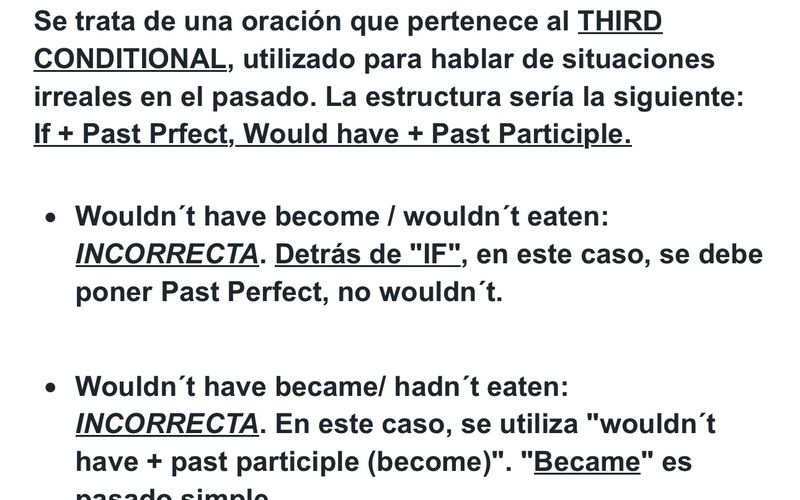 Se trata de una oración que pertenece al THIRD
CONDITIONAL, utilizado para hablar de situaciones
irreales en el pasado. La estructura sería la siguiente:
If + Past Prfect, Would have + Past Participle.
• Wouldn´t have become / wouldn´t eaten:
INCORRECTA. Detrás de "IF", en este caso, se debe
poner Past Perfect, no wouldn´t.
• Wouldn´t have became/ hadn´t eaten:
INCORRECTA. En este caso, se utiliza "wouldn´t
have + past participle (become)". "Became" es
pasado simple